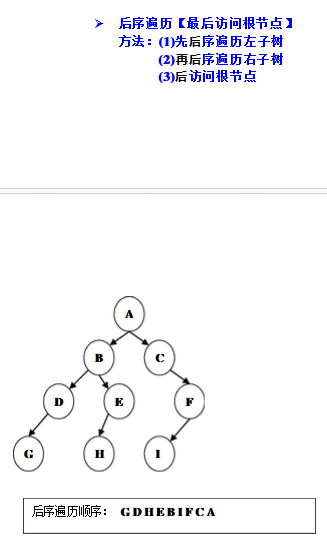 ➢ 后序遍历【最后访问根节点】
方法：(1)先后序遍历左子树
(2)再后序遍历右子树
(3)后访问根节点
A
B C
D E F
G H I
后序遍历顺序： G D H E B I F C A